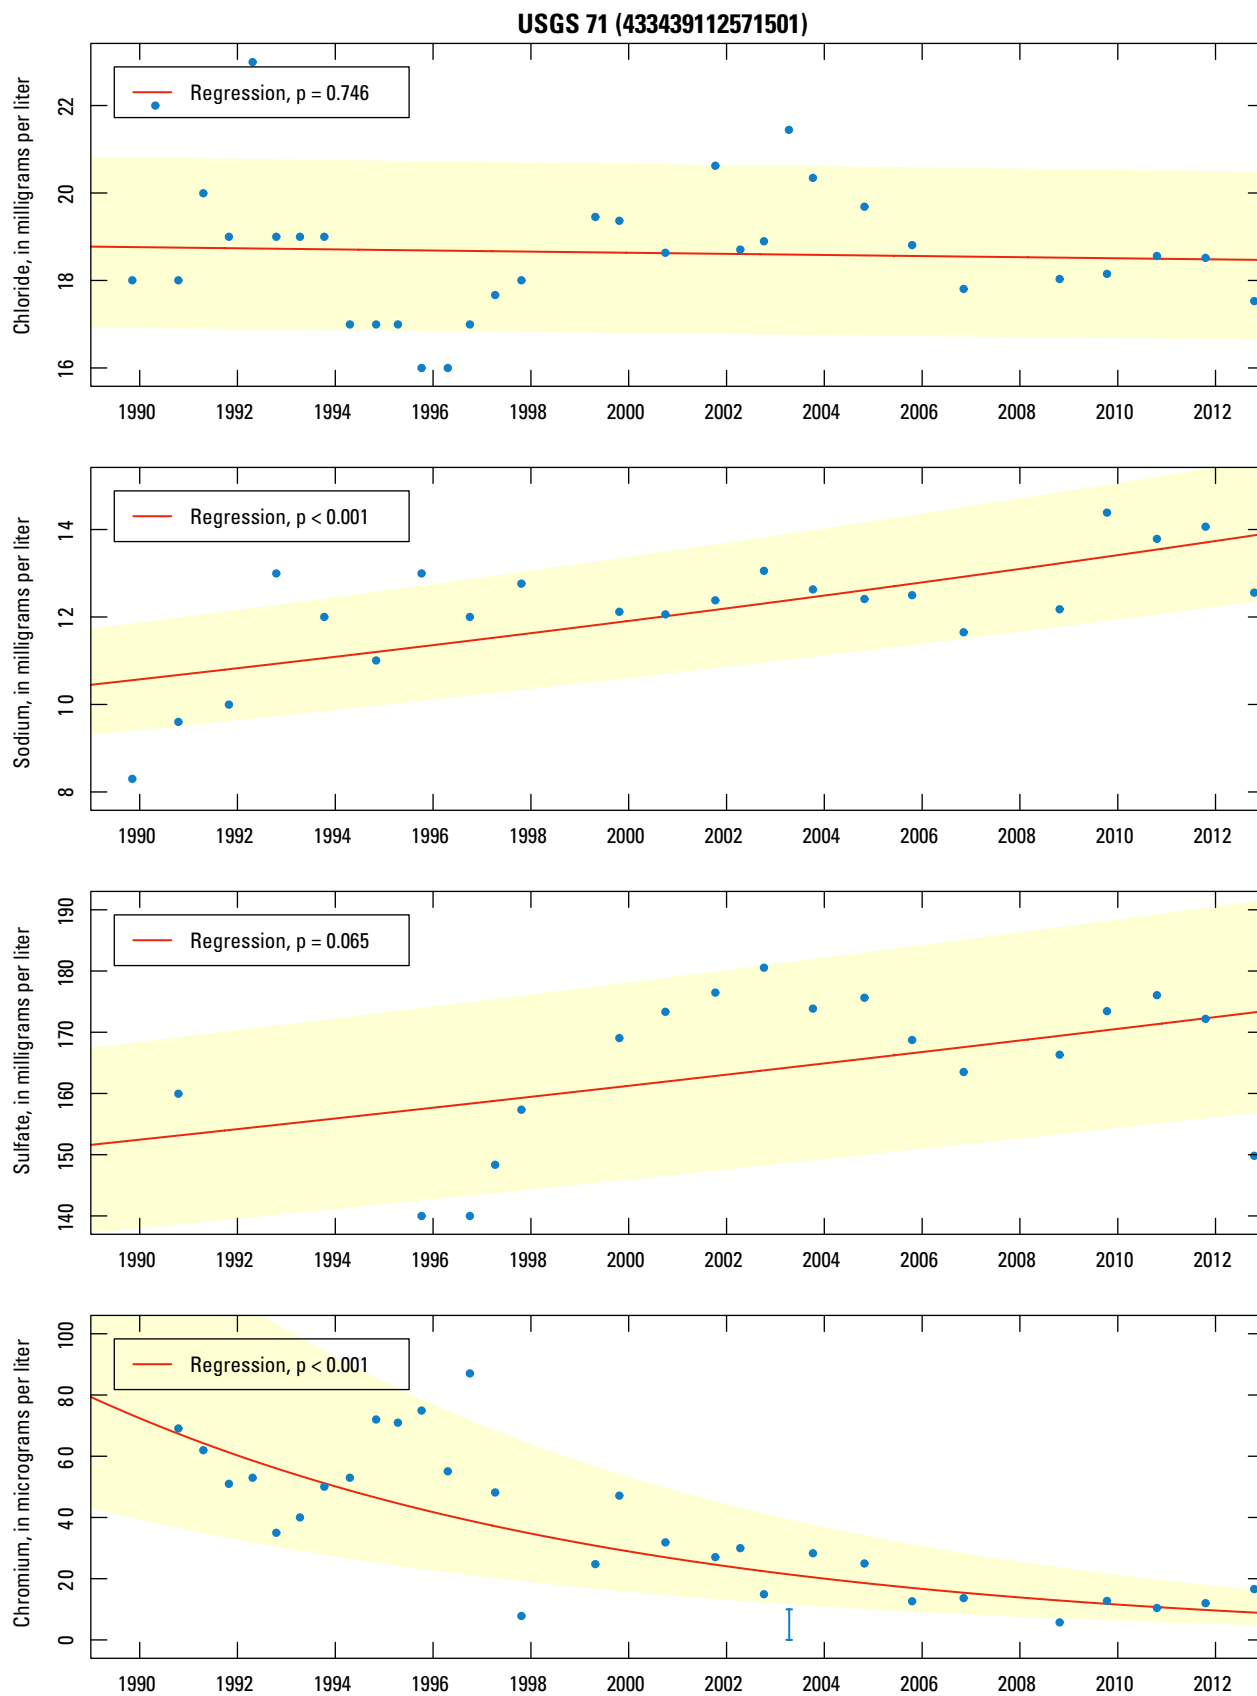 USGS 71 (433439112571501)
Chloride, in milligrams per liter
Regression, p = 0.746
22
20
18
16
1990 1992 1994 1996 1998 2000 2002 2004 2006 2008 2010 2012
Sodium, in milligrams per liter
Regression, p < 0.001
14
12
10
8
1990 1992 1994 1996 1998 2000 2002 2004 2006 2008 2010 2012
Sulfate, in milligrams per liter
190
Regression, p = 0.065
180
170
160
150
140
1990 1992 1994 1996 1998 2000 2002 2004 2006 2008 2010 2012
Chromium, in micrograms per liter
100
Regression, p < 0.001
80
60
40
20
0
1990 1992 1994 1996 1998 2000 2002 2004 2006 2008 2010 2012